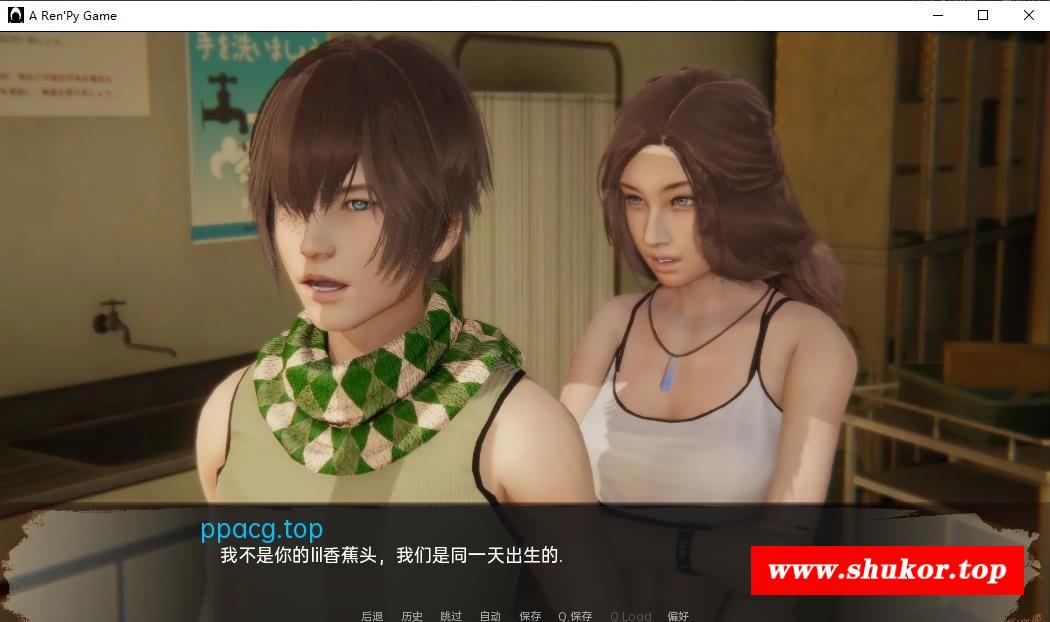 A Ren'Py Game
手を洗いましょ
ppacg.top
我不是你的lil香蕉头，我们是同一天出生的.
www.shukor.top
后退 历史 跳过 自动 保存 Q.保存 Q.Load 偏好